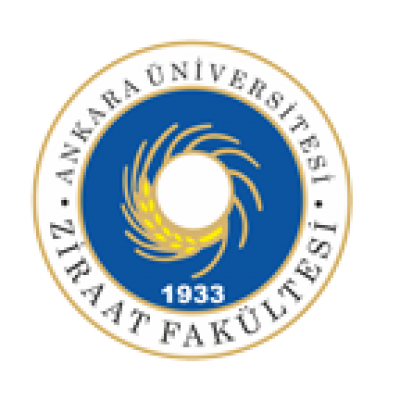 ANKARA ÜNİVERSİTESİ
ZİRAAT FAKÜLTESİ
1933